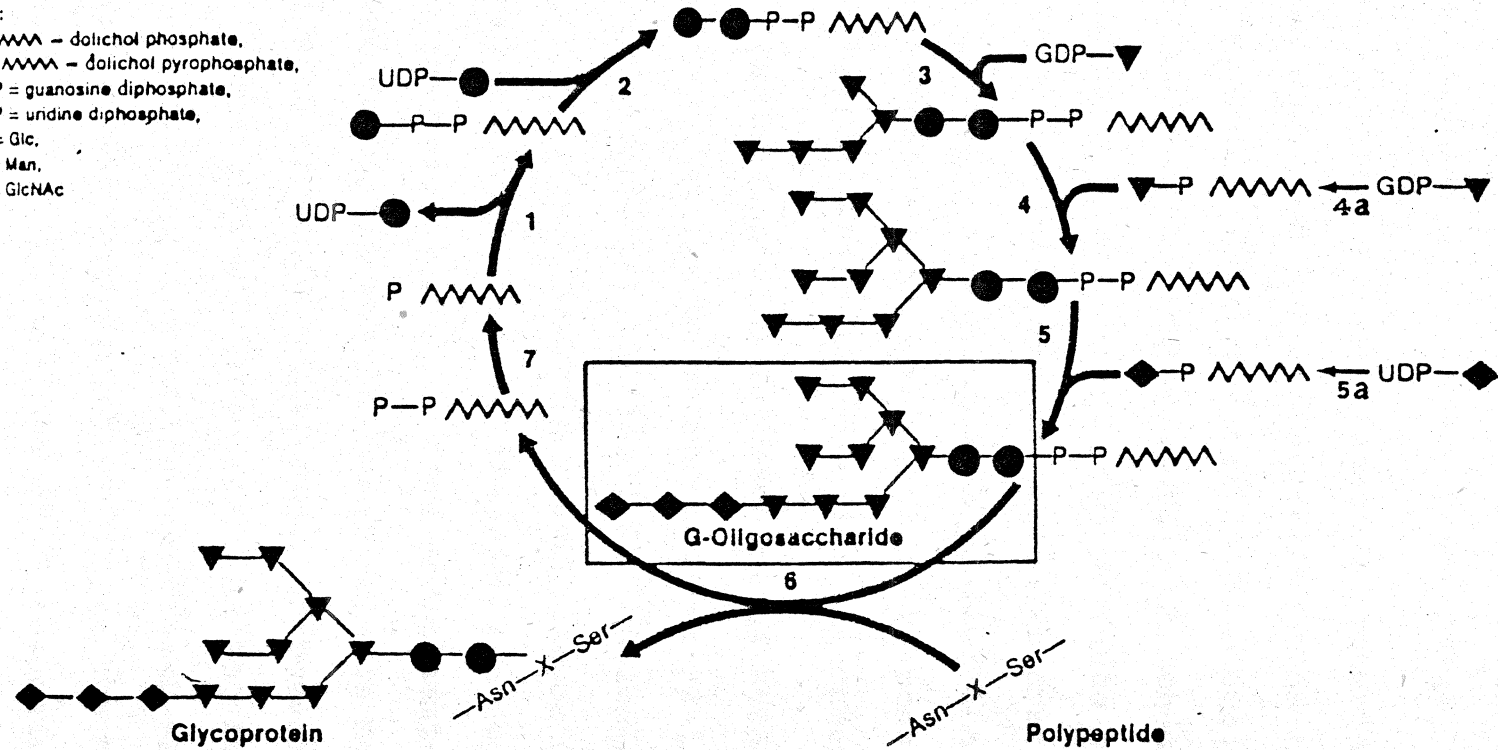 :
– dolichol phosphate,
– dolichol pyrophosphate,
P = guanosine diphosphate,
P = uridine diphosphate,
= Glc,
Man,
GlcNAc
P–P
2
3
GDP–
UDP–
P–P
P–P
4
P
4a
GDP–
UDP–
1
P–P
P
5
P
5a
UDP–
7
P–P
P–P
G-Oligosaccharide
6
–Asn–X–Ser–
–Asn–X–Ser–
Glycoprotein
Polypeptide